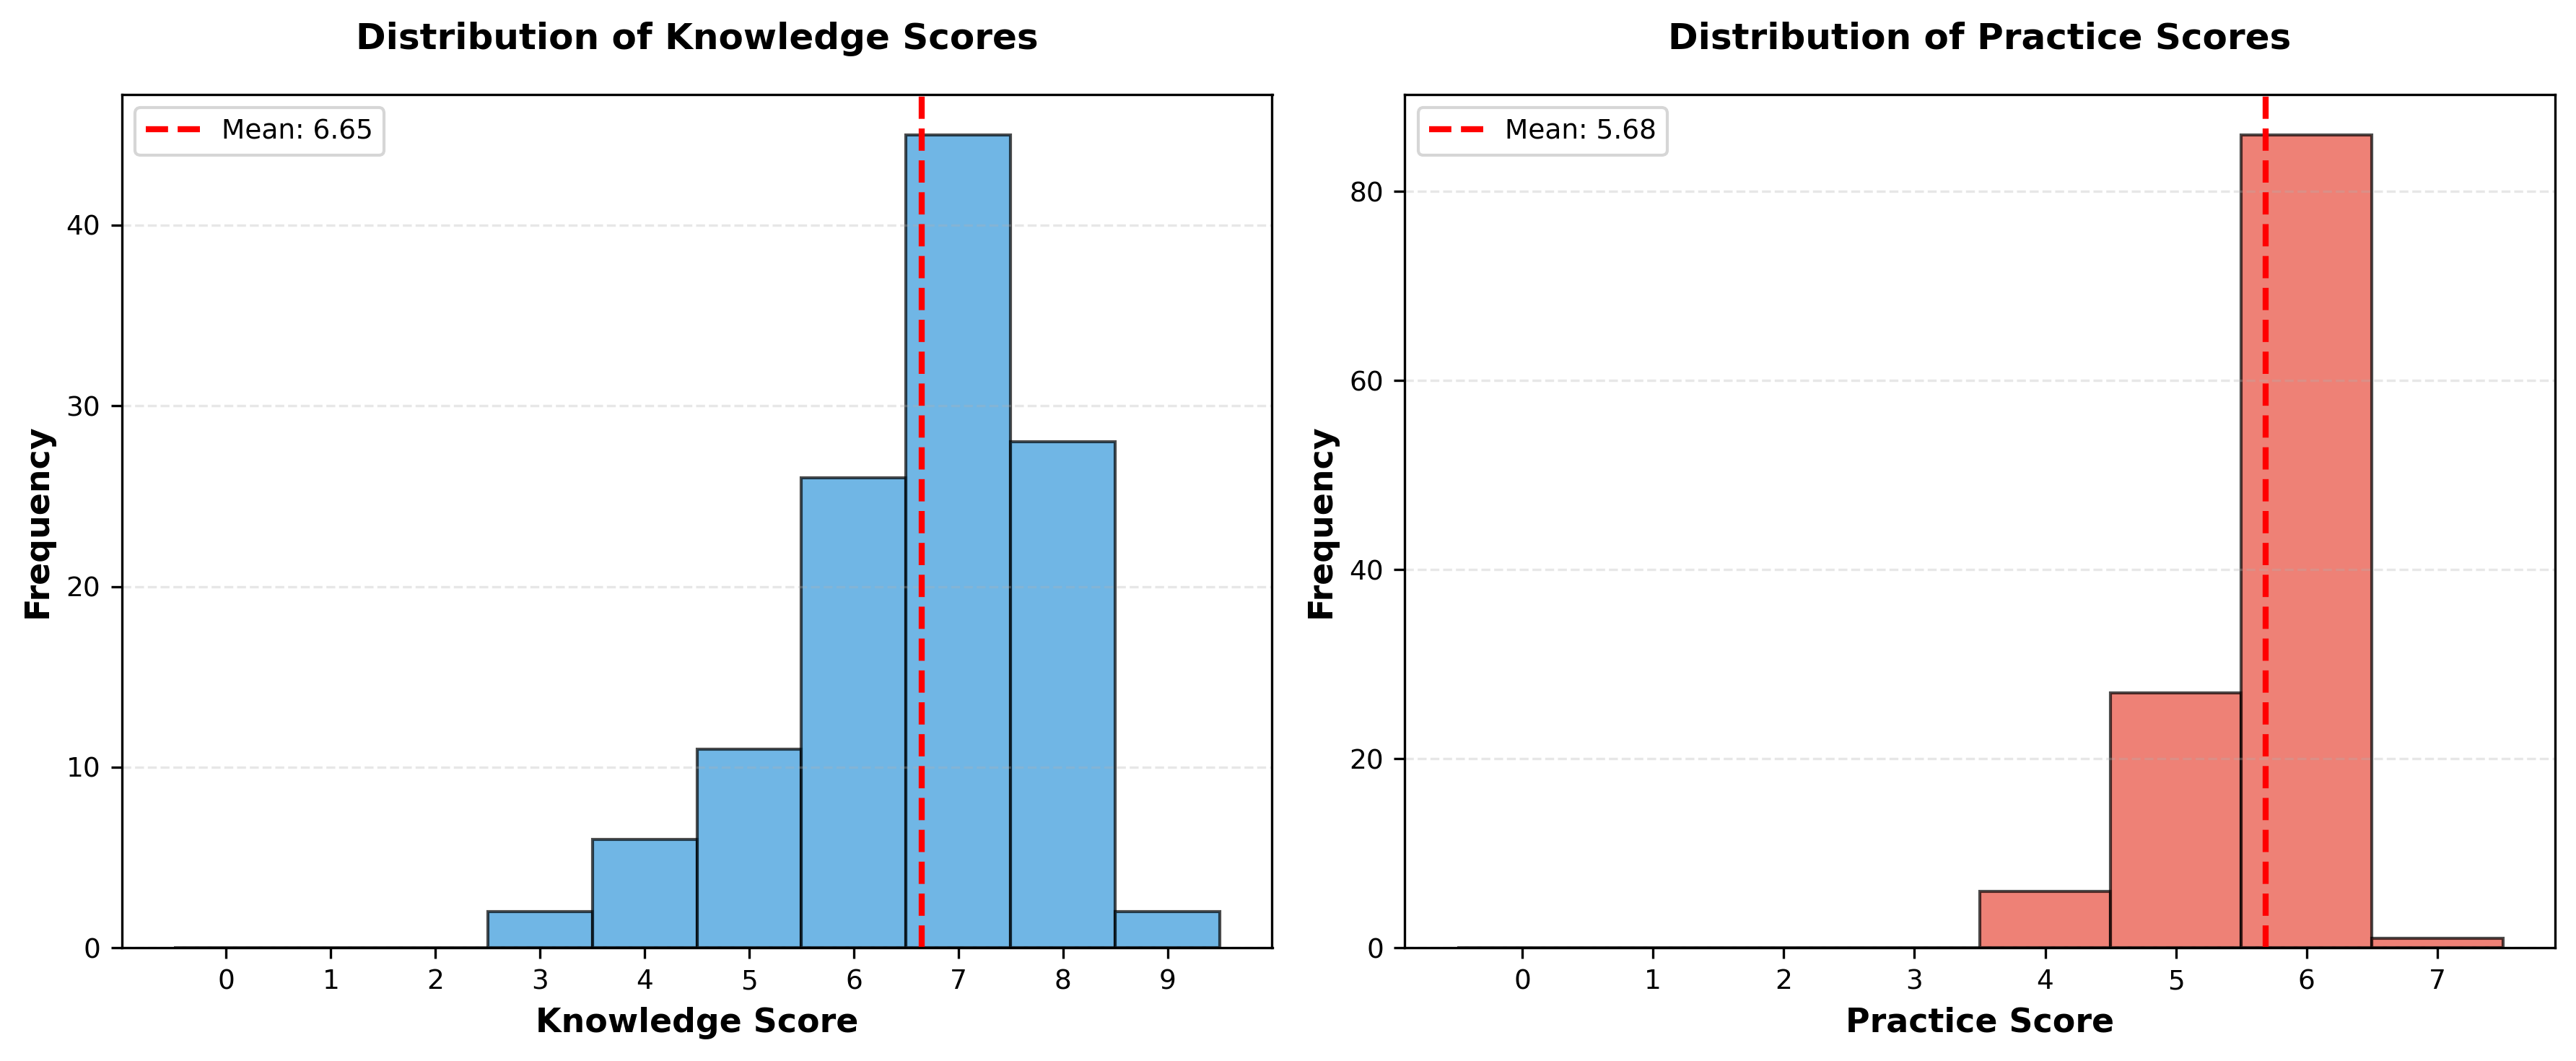 Distribution of Knowledge Scores
Mean: 6.65
40
30
20
10
0
Frequency
0 1 2 3 4 5 6 7 8 9
Knowledge Score
Distribution of Practice Scores
Mean: 5.68
80
60
40
20
0
Frequency
0 1 2 3 4 5 6 7
Practice Score